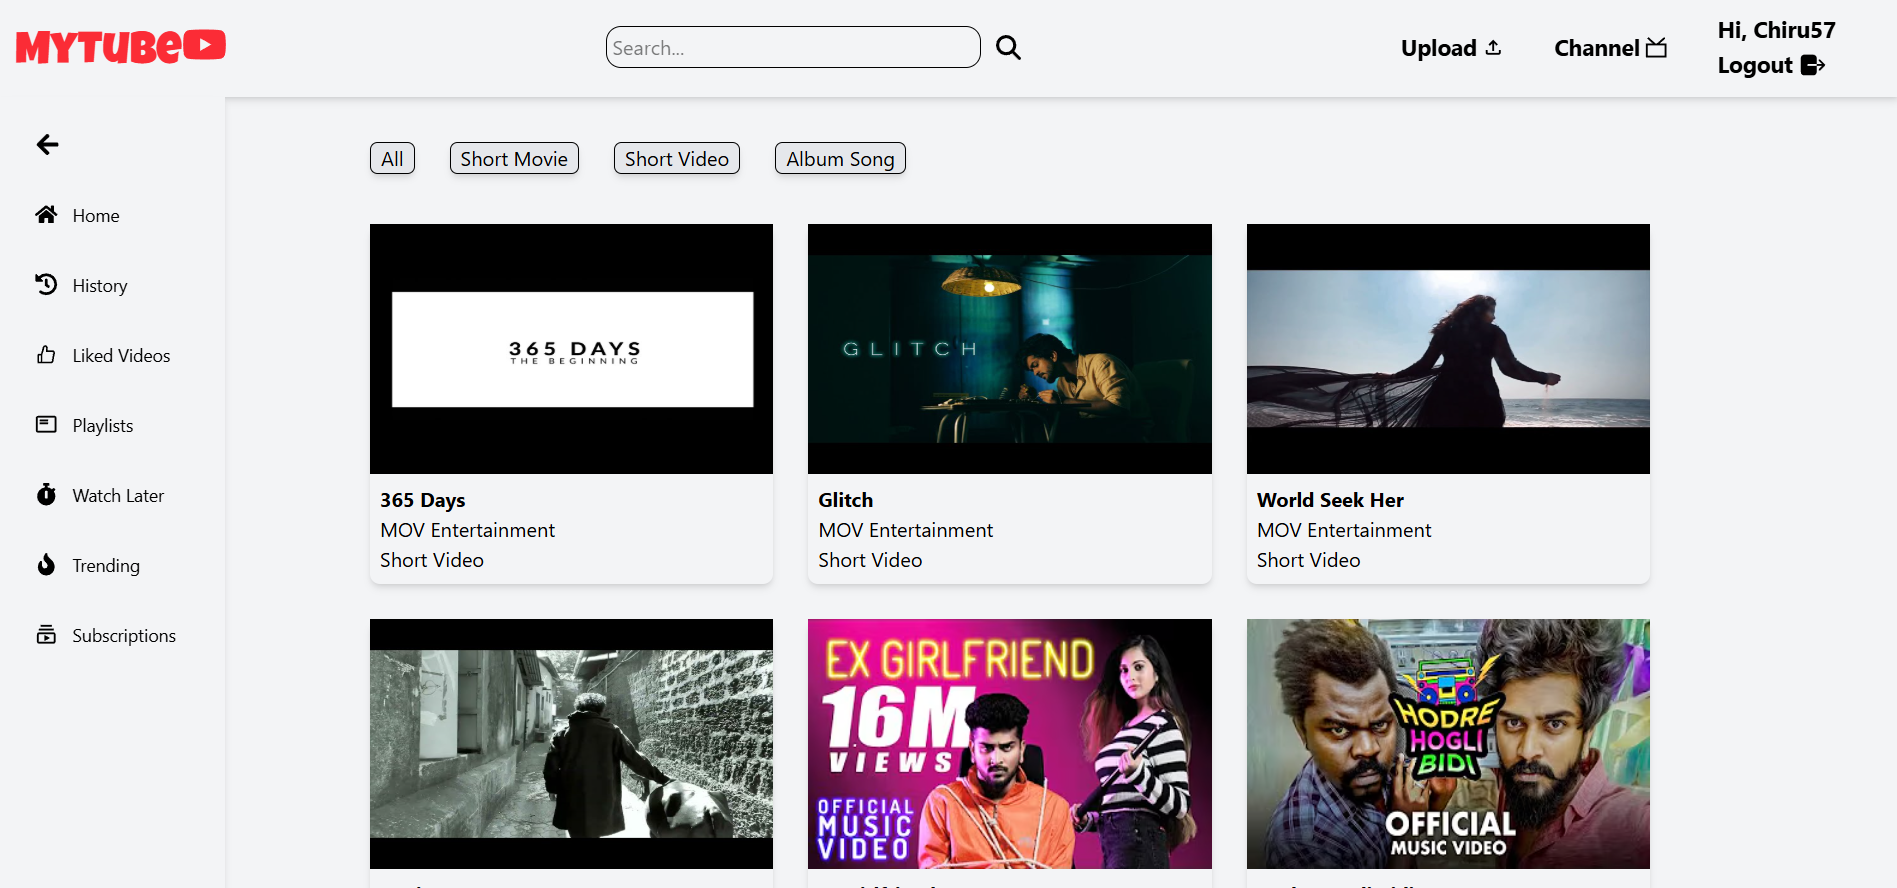 MYTUBE
Search...
Upload
Channel
Hi, Chiru57
Logout
Home
History
Liked Videos
Playlists
Watch Later
Trending
Subscriptions
All
Short Movie
Short Video
Album Song
365 DAYS
THE BEGINNING
365 Days
MOV Entertainment
Short Video
GLITCH
Glitch
MOV Entertainment
Short Video
World Seek Her
MOV Entertainment
Short Video
EX GIRLFRIEND
16M
VIEWS
OFFICIAL
MUSIC
VIDEO
HODRE
HOGLI
BIDI
OFFICIAL
MUSIC VIDEO